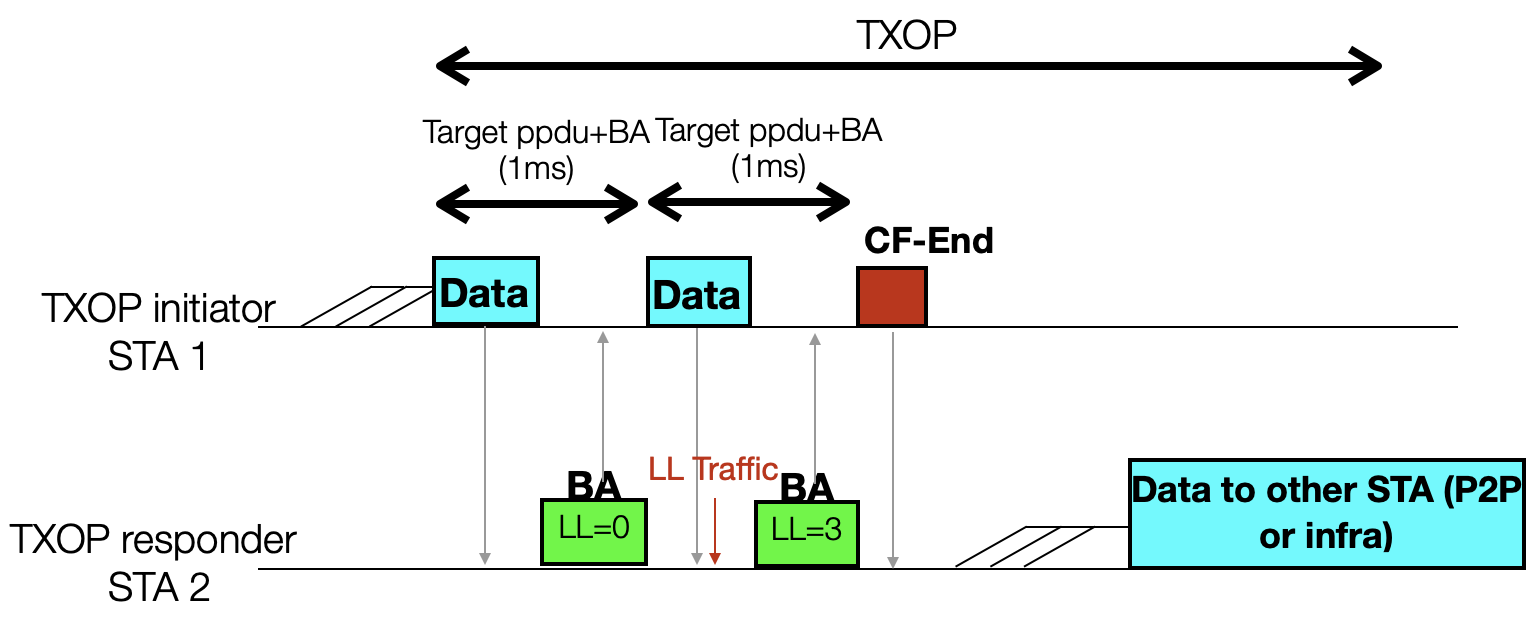 TXOP
Target ppdu+BA
(1ms)
Target ppdu+BA
(1ms)
CF-End
Data
Data
TXOP initiator
STA 1
LL Traffic
BA
BA
LL=0
LL=3
Data to other STA (P2P
or infra)
TXOP responder
STA 2